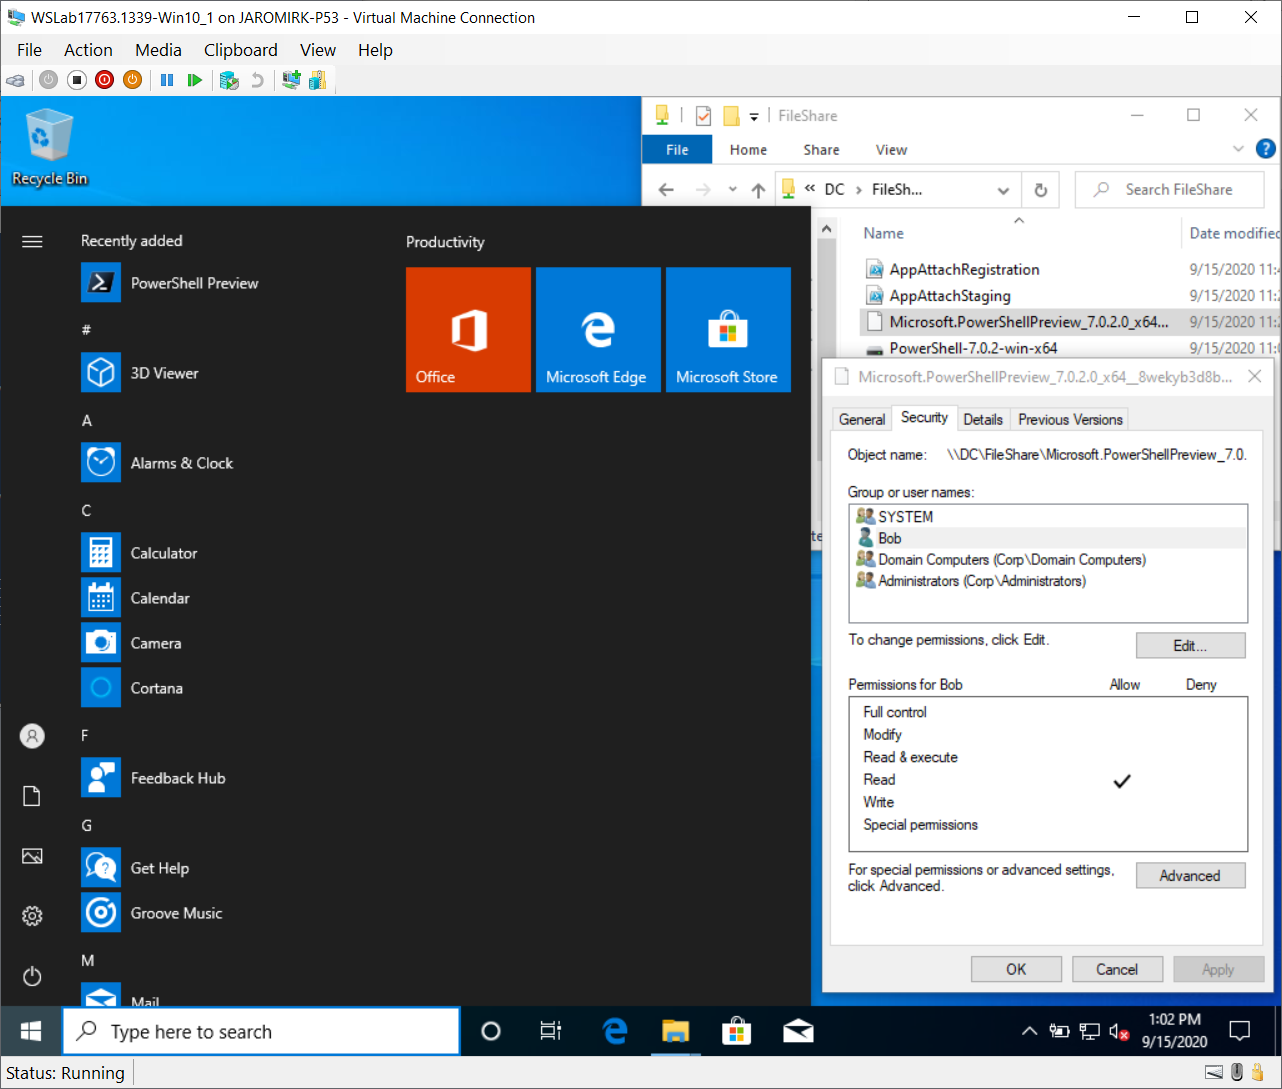 WSLab17763.1339-Win10_1 on JAROMIRK-P53 - Virtual Machine Connection
File Action Media Clipboard View Help
Recycle Bin
FileShare
File Home Share View
« DC › FileSh...
Search FileShare
Name Date modified
AppAttachRegistration 9/15/2020 11:
AppAttachStaging 9/15/2020 11:
Microsoft.PowerShellPreview_7.0.2.0_x64... 9/15/2020 11:
PowerShell-7.0.2-win-x64 9/15/2020 11:
Recently added
PowerShell Preview
#
3D Viewer
A
Alarms & Clock
C
Calculator
Calendar
Camera
Cortana
F
Feedback Hub
G
Get Help
Groove Music
M
Mail
Productivity
Office
Microsoft Edge
Microsoft Store
Microsoft.PowerShellPreview_7.0.2.0_x64__8wekyb3d8b...
General Security Details Previous Versions
Object name: \\DC\FileShare\Microsoft.PowerShellPreview_7.0.
Group or user names:
SYSTEM
Bob
Domain Computers (Corp\Domain Computers)
Administrators (Corp\Administrators)
To change permissions, click Edit.
Edit...
Permissions for Bob Allow Deny
Full control
Modify
Read & execute
Read
Write
Special permissions
For special permissions or advanced settings,
click Advanced.
Advanced
OK Cancel Apply
Type here to search
1:02 PM
9/15/2020
Status: Running